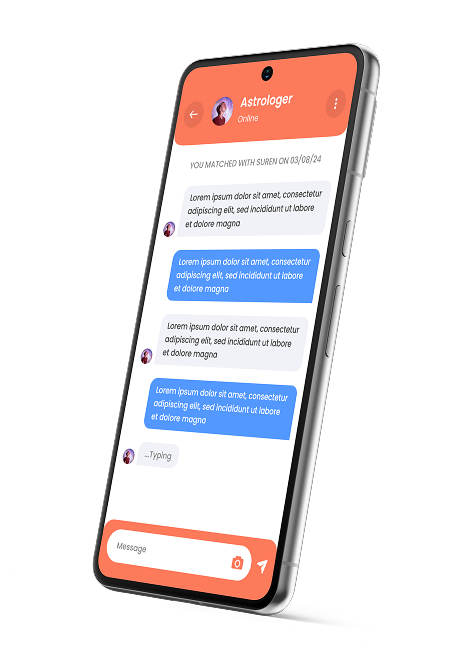 Astrologer
Online
YOU MATCHED WITH SUREN ON 03/08/24
Lorem ipsum dolor sit amet, consectetur
adipiscing elit, sed incididunt ut labore
et dolore magna
Lorem ipsum dolor sit amet, consectetur
adipiscing elit, sed incididunt ut labore
et dolore magna
Lorem ipsum dolor sit amet, consectetur
adipiscing elit, sed incididunt ut labore
et dolore magna
Lorem ipsum dolor sit amet, consectetur
adipiscing elit, sed incididunt ut labore
et dolore magna
...Typing
Message